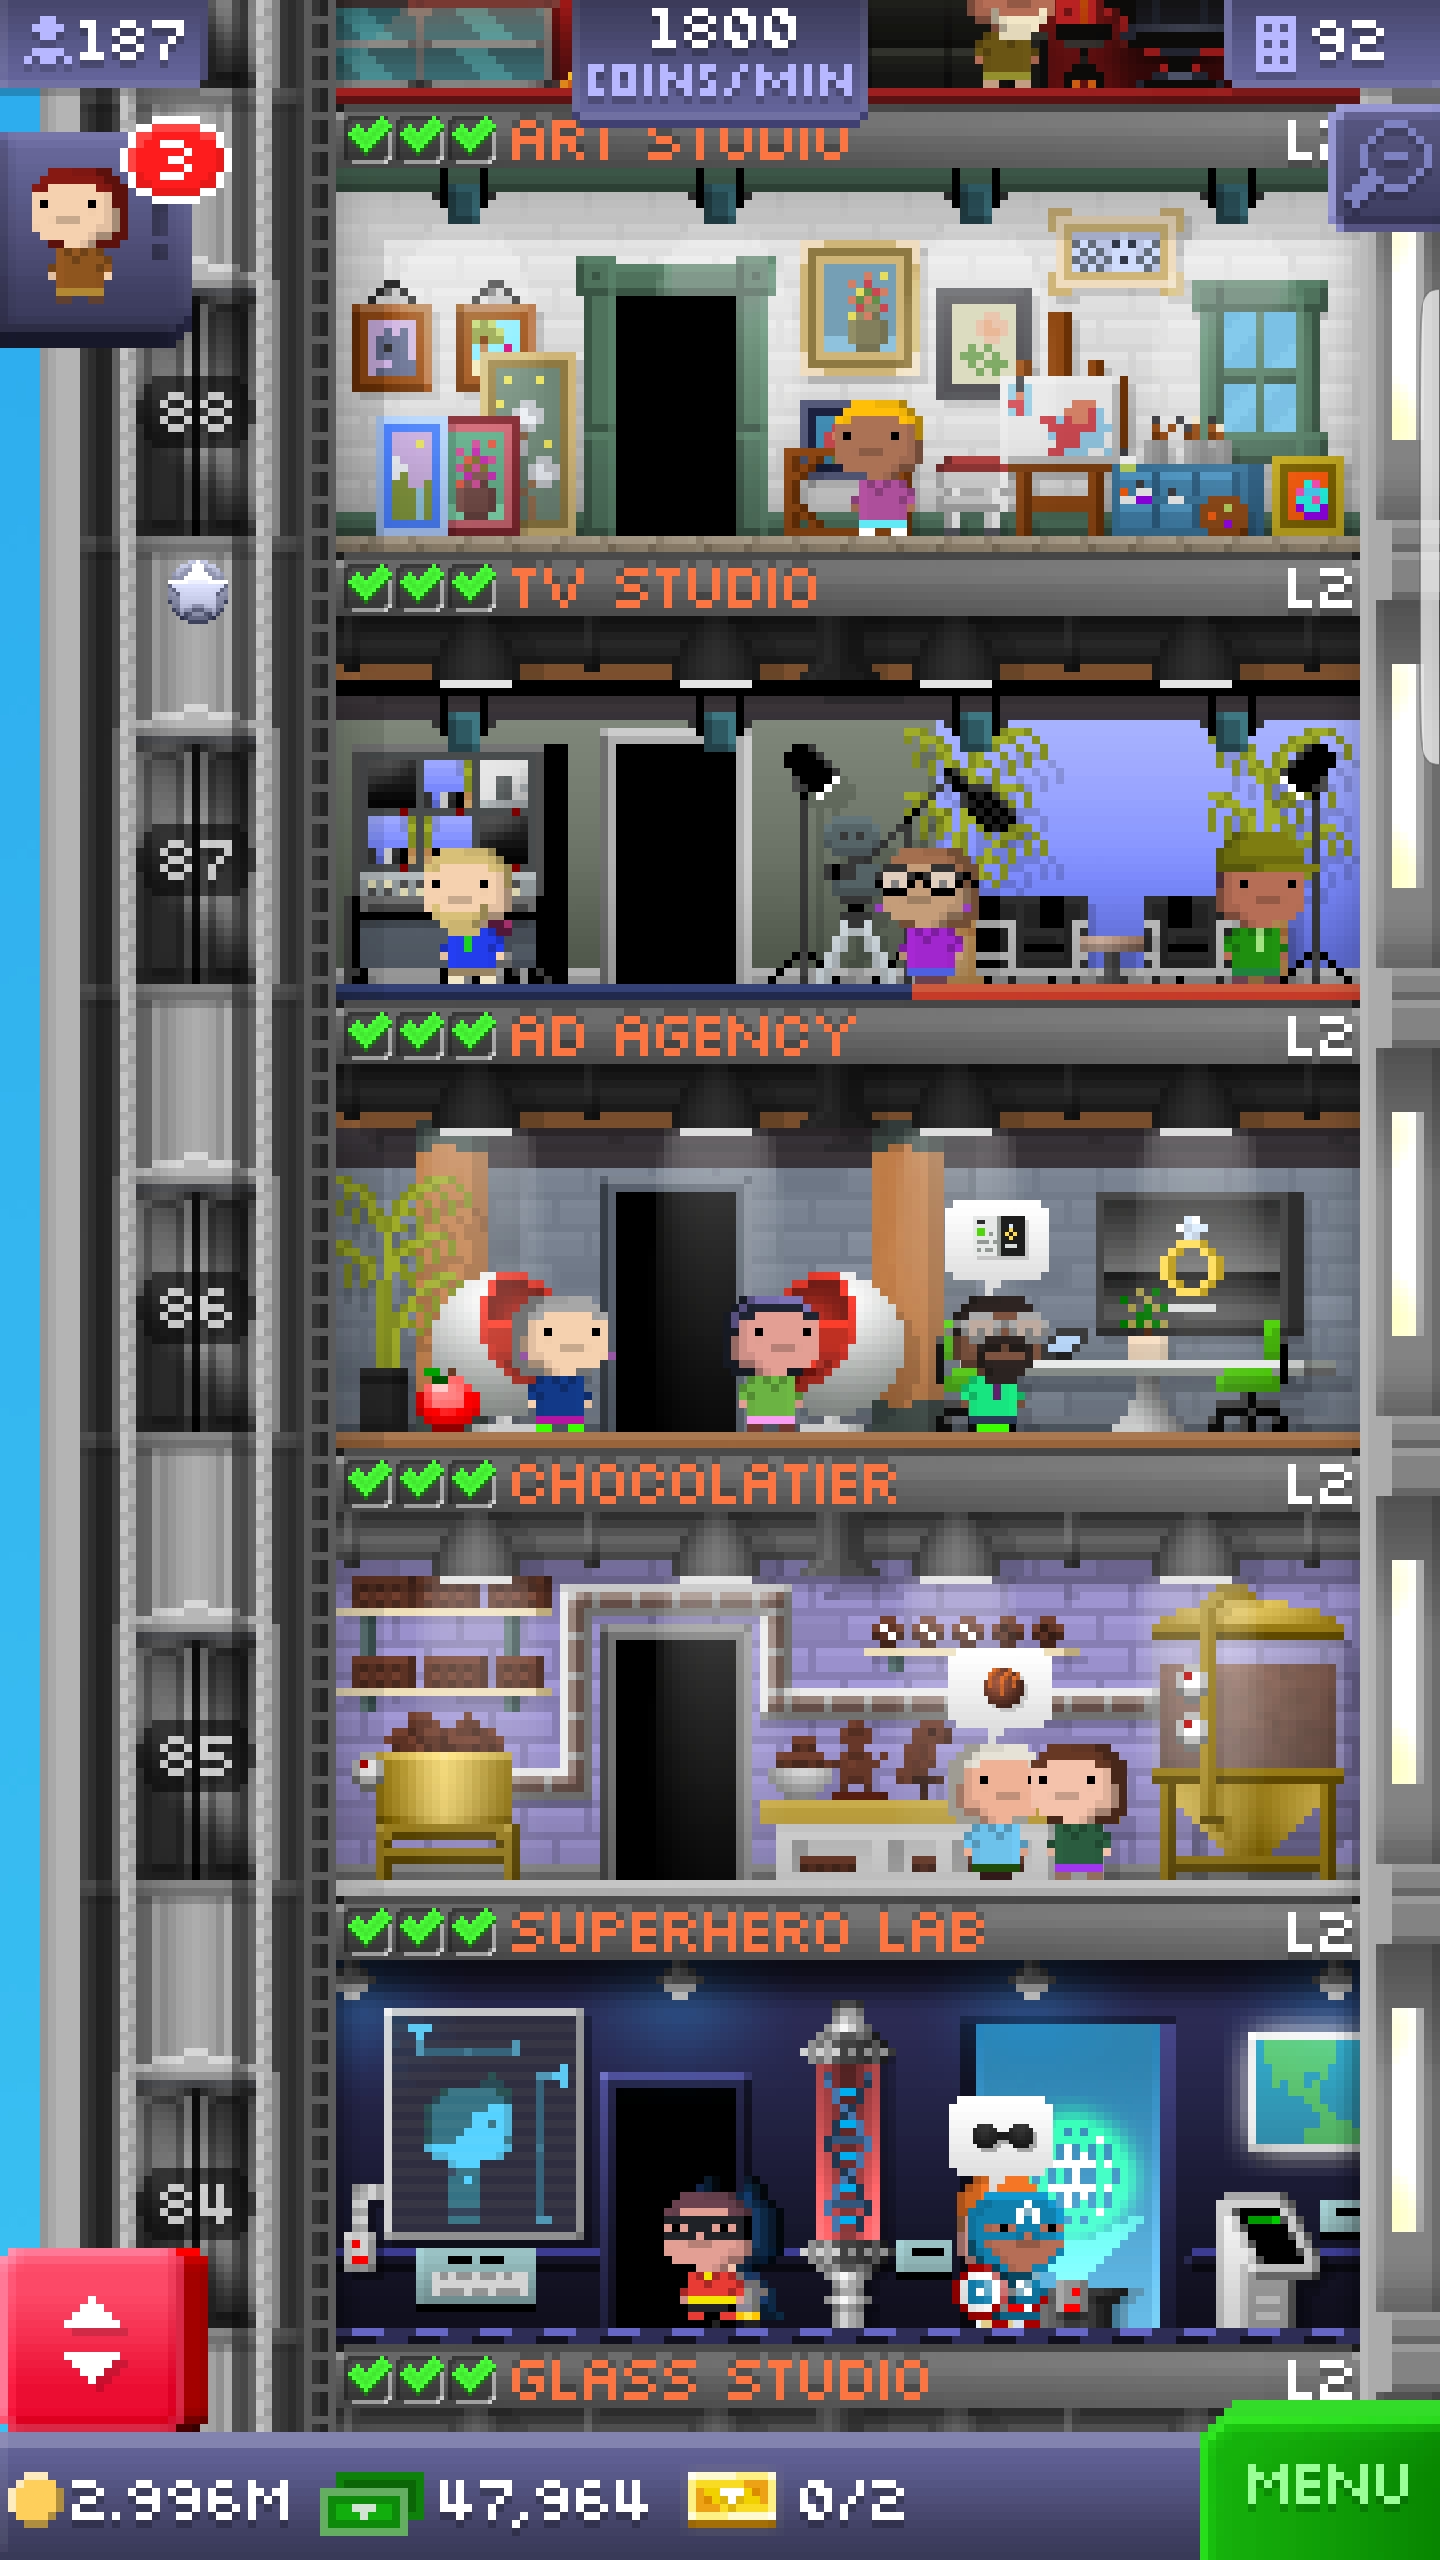 187
1800
COINS/MIN
92
3
ART STUDIO
88
TV STUDIO L2
87
AD AGENCY L2
86
CHOCOLATIER L2
85
SUPERHERO LAB L2
84
GLASS STUDIO L2
2.996M 47,964 0/2
MENU